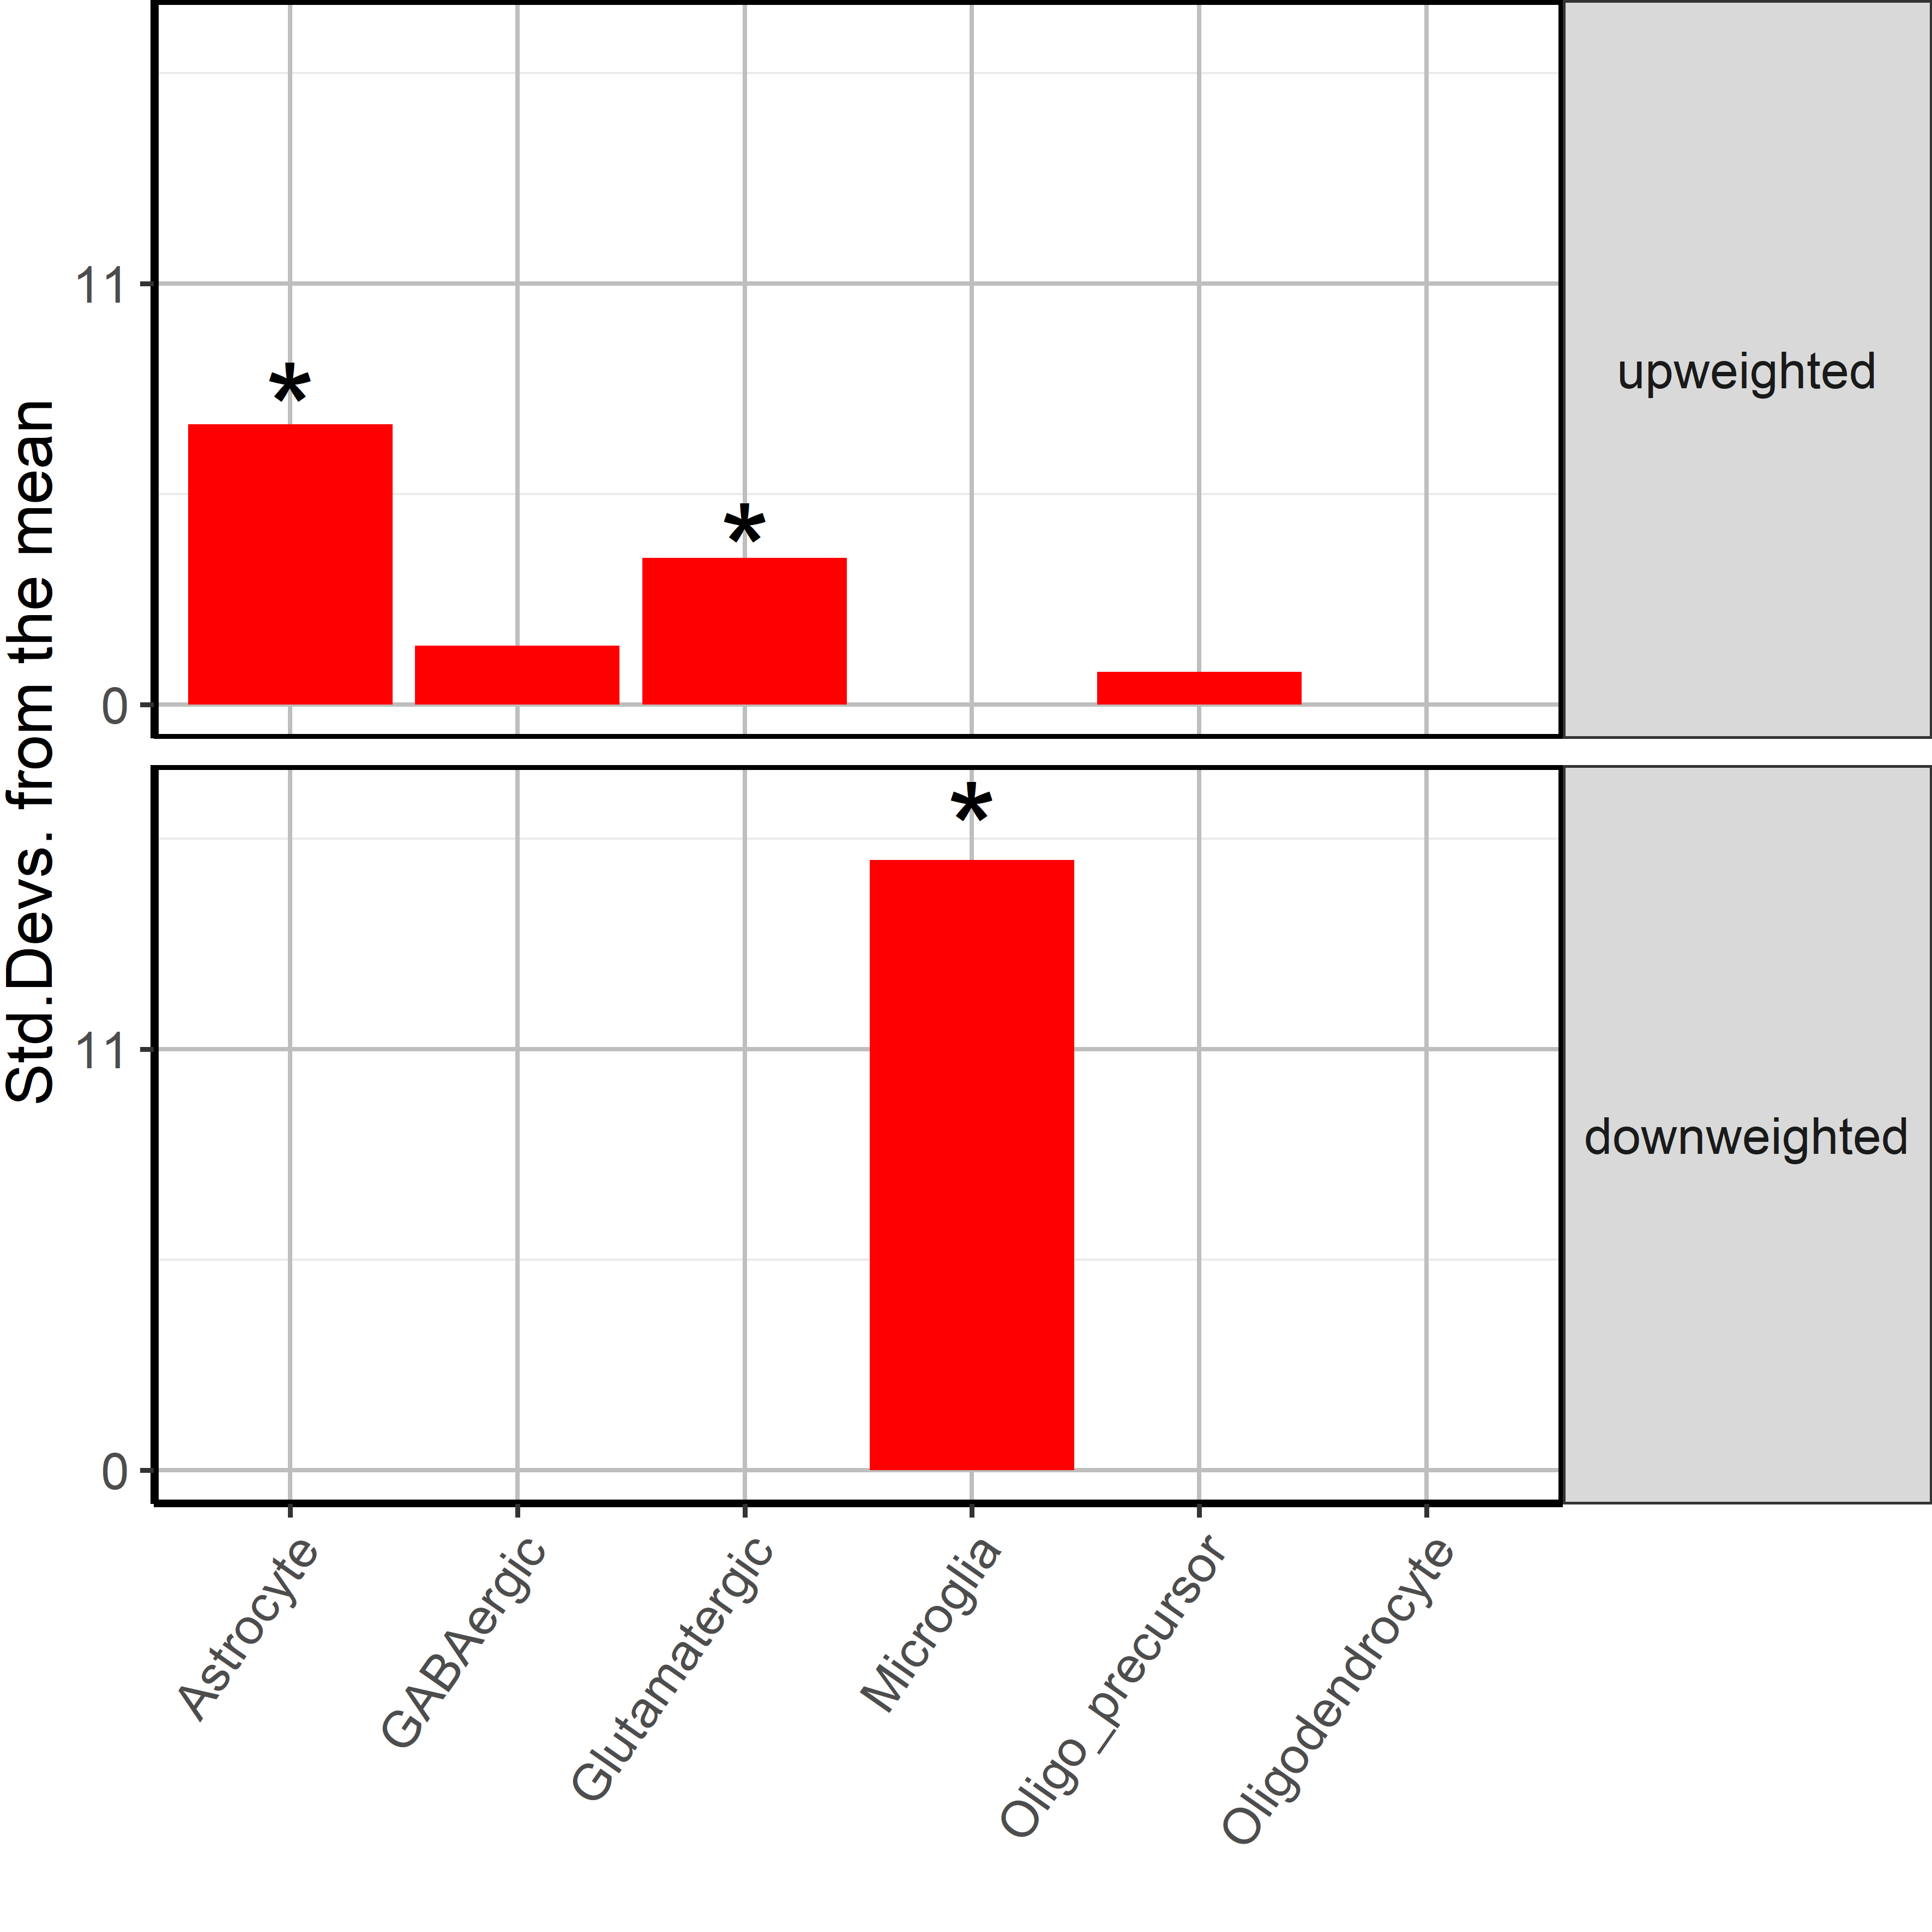 Std.Devs. from the mean
11
*
*
0
upweighted
*
11
0
downweighted
Astrocyte
GABAergic
Glutamatergic
Microglia
Oligo_precursor
Oligodendrocyte